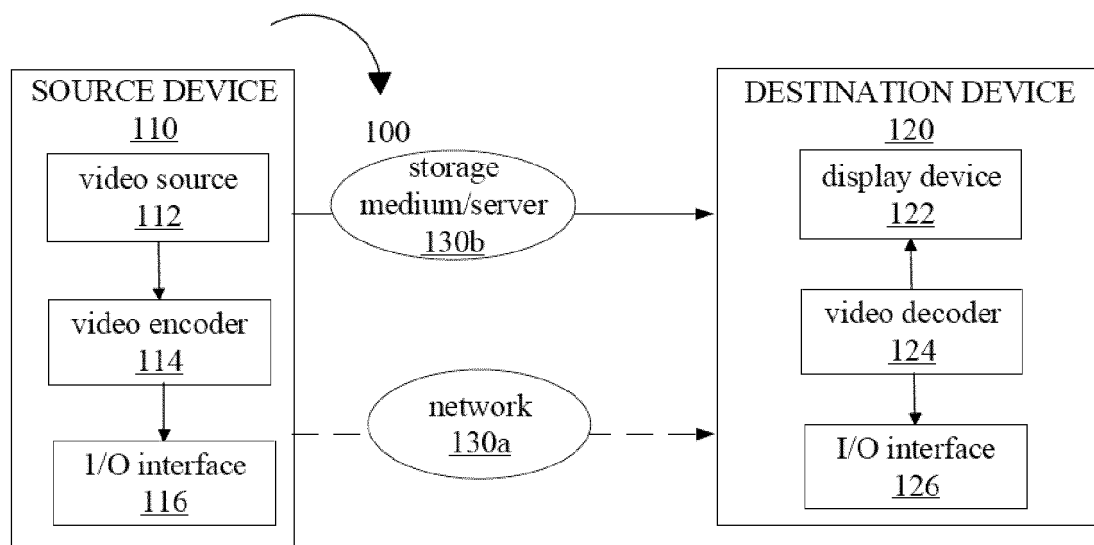 SOURCE DEVICE
110
video source
112
video encoder
114
1/O interface
116
100
storage
medium/server
130b
network
130a
DESTINATION DEVICE
120
display device
122
video decoder
124
I/O interface
126